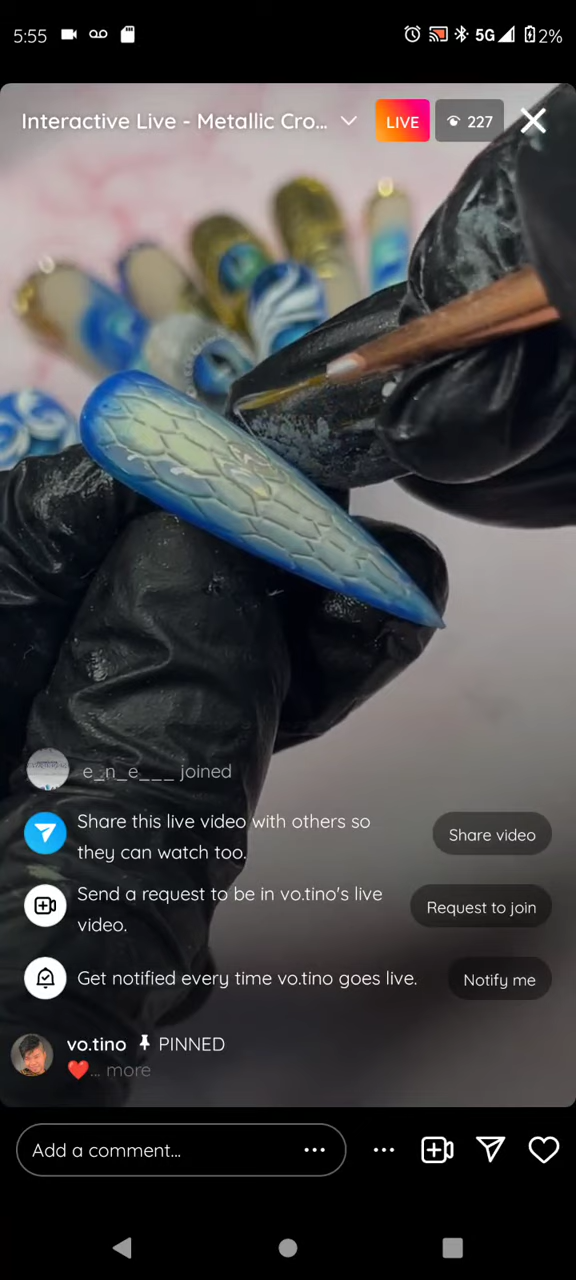 5:55 5G 2%
Interactive Live - Metallic Cro... LIVE 227
e_n_e___ joined
Share this live video with others so
they can watch too.
Share video
Send a request to be in vo.tino's live
video.
Request to join
Get notified every time vo.tino goes live.
Notify me
vo.tino PINNED
❤️... more
Add a comment...